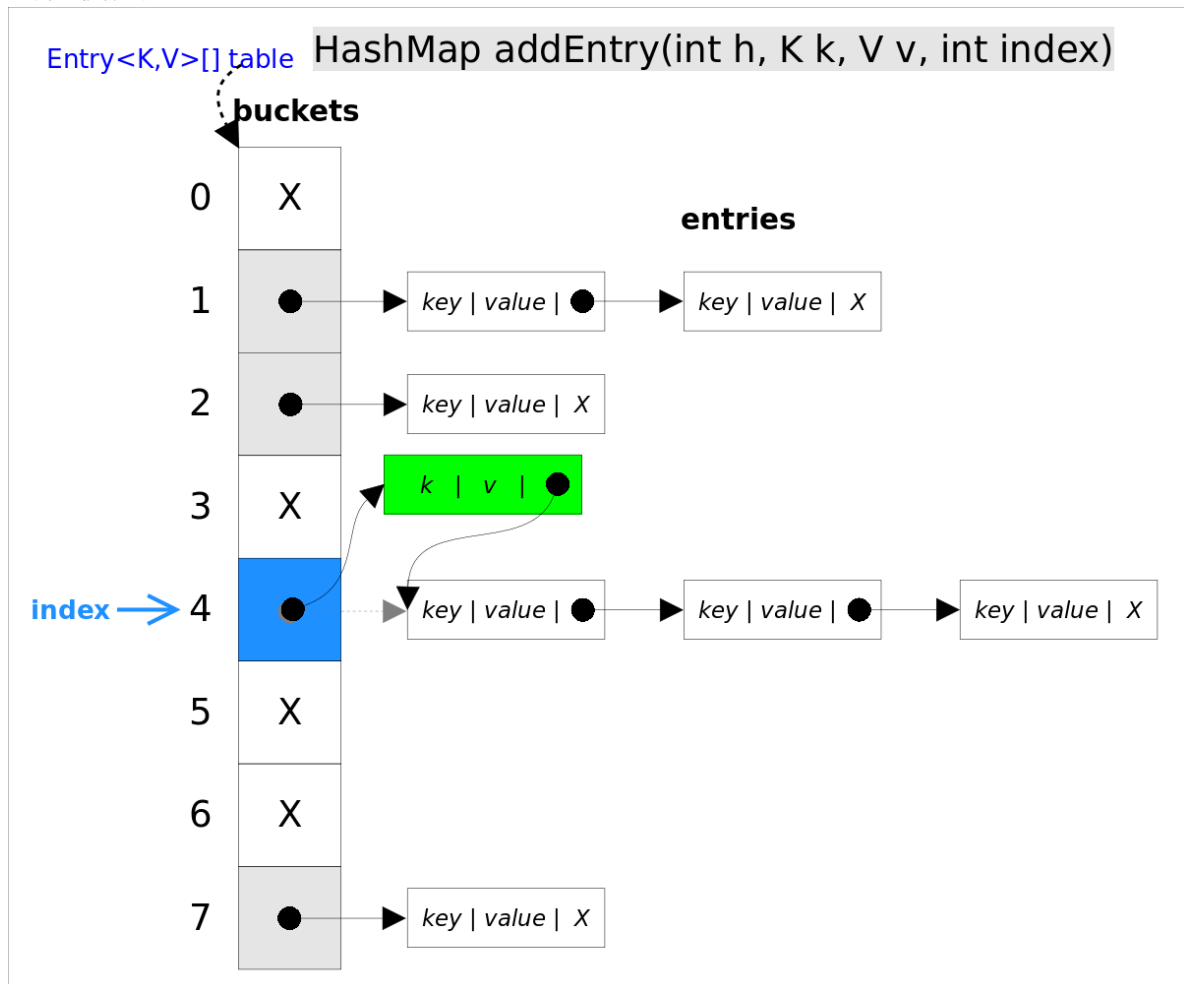 HashMap addEntry(int h, K k, V v, int index)
Entry<K,V>[] table
buckets
0 X
entries
1 key | value | key | value | X
2 key | value | X
k | v |
3 X
index 4 key | value | key | value | key | value | X
5 X
6 X
7 key | value | X